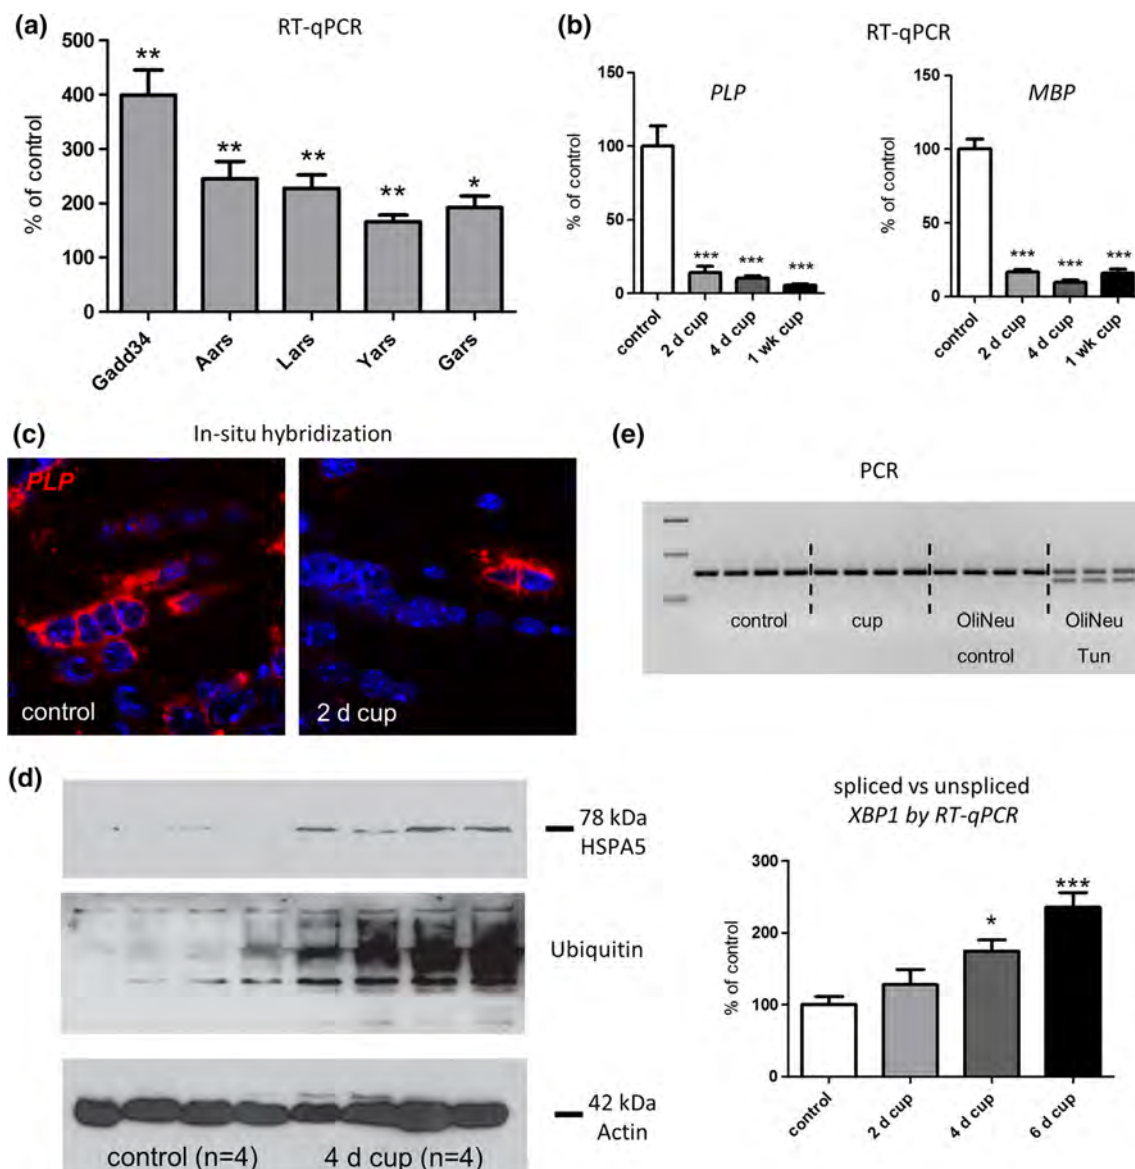 (a)
RT-qPCR
% of control
500
400
300
200
100
0
**
**
**
**
*
Gadd34
Aars
Lars
Yars
Gars
(b)
RT-qPCR
PLP
% of control
150
100
50
0
***
***
***
control
2 d cup
4 d cup
1 wk cup
MBP
% of control
150
100
50
0
***
***
***
control
2 d cup
4 d cup
1 wk cup
(c)
In-situ hybridization
PLP
control
2 d cup
(d)
78 kDa
HSPA5
Ubiquitin
42 kDa
Actin
control (n=4)
4 d cup (n=4)
(e)
PCR
control
cup
OliNeu
control
OliNeu
Tun
spliced vs unspliced
XBP1 by RT-qPCR
% of control
300
200
100
0
*
***
control
2 d cup
4 d cup
6 d cup